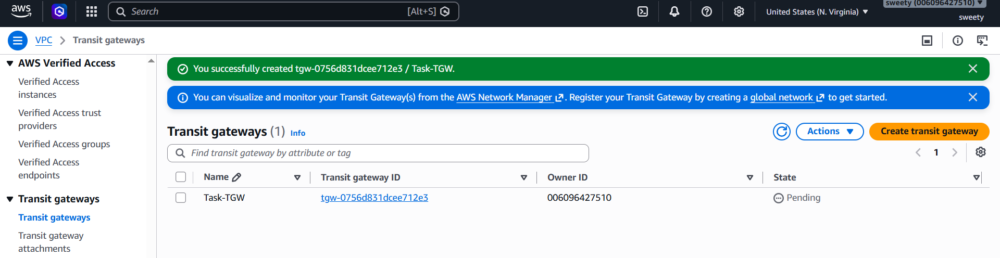 aws
Search
[Alt+S]
United States (N. Virginia)
sweety (006096427510)
sweety
VPC
Transit gateways
AWS Verified Access
Verified Access
instances
Verified Access trust
providers
Verified Access groups
Verified Access
endpoints
Transit gateways
Transit gateways
Transit gateway
attachments
You successfully created tgw-0756d831dcee712e3 / Task-TGW.
You can visualize and monitor your Transit Gateway(s) from the AWS Network Manager. Register your Transit Gateway by creating a global network to get started.
Transit gateways (1) Info
Actions
Create transit gateway
Find transit gateway by attribute or tag
1
Name Transit gateway ID Owner ID State
Task-TGW tgw-0756d831dcee712e3 006096427510 Pending